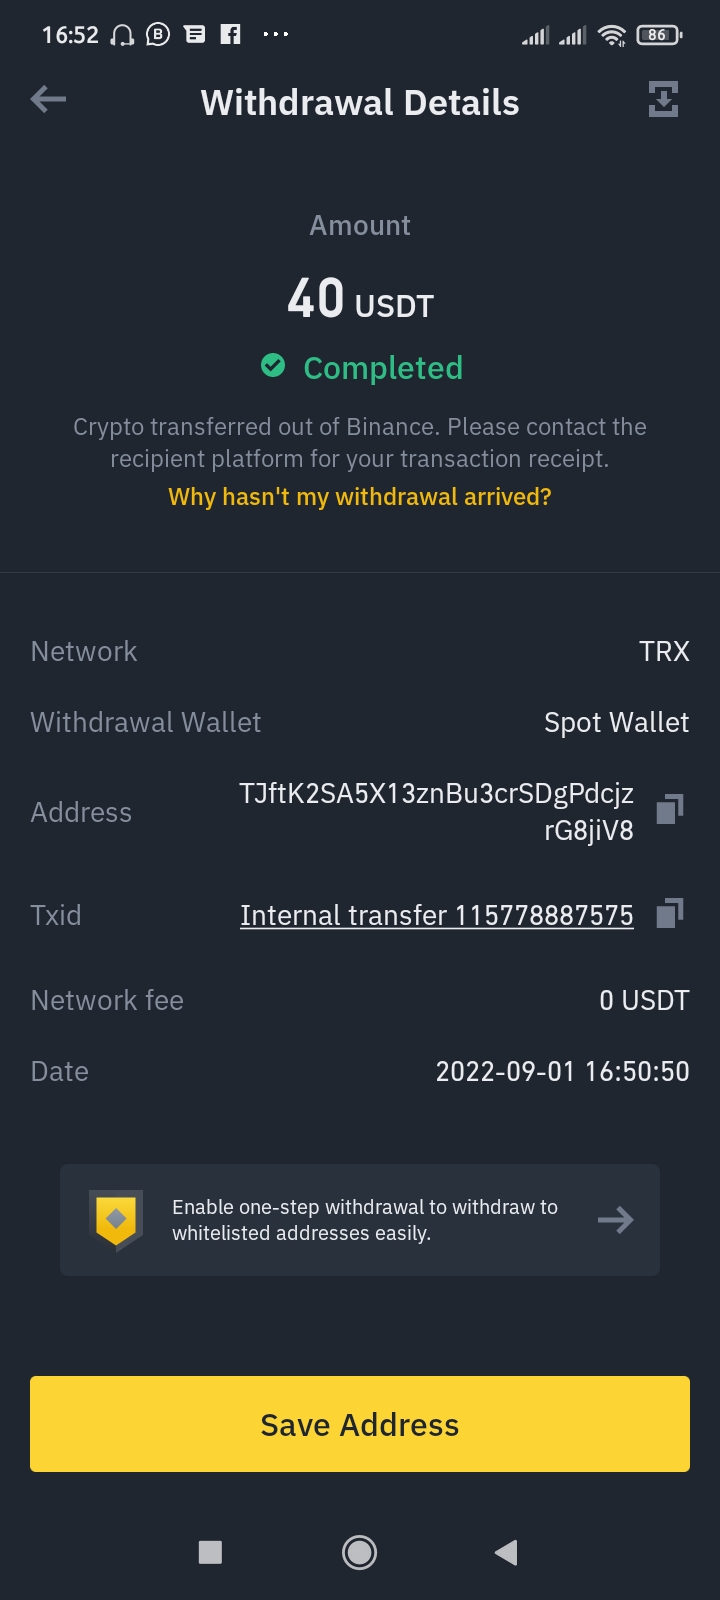 16:52
86
Withdrawal Details
Amount
40 USDT
Completed
Crypto transferred out of Binance. Please contact the
recipient platform for your transaction receipt.
Why hasn't my withdrawal arrived?
Network TRX
Withdrawal Wallet Spot Wallet
Address TJftK2SA5X13znBu3crSDgPdcjz
rG8jiV8
Txid Internal transfer 115778887575
Network fee 0 USDT
Date 2022-09-01 16:50:50
Enable one-step withdrawal to withdraw to
whitelisted addresses easily.
Save Address